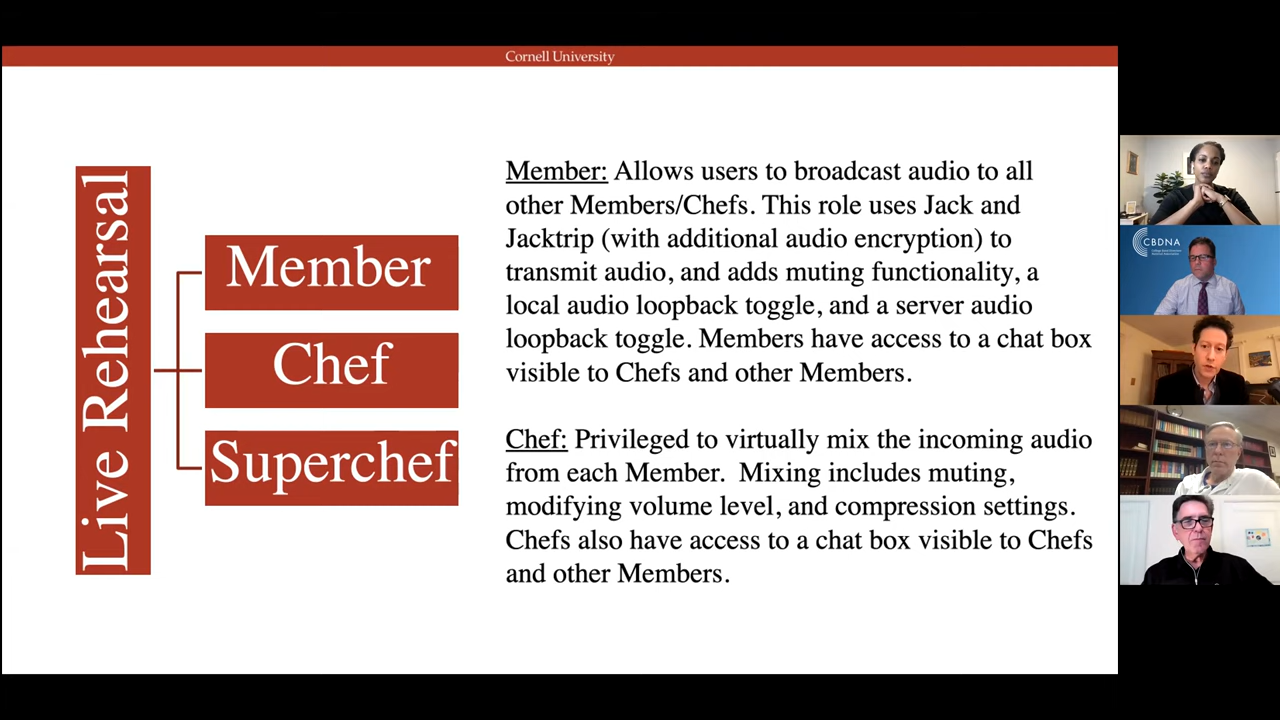 Cornell University
Live Rehearsal
Member
Chef
Superchef
Member: Allows users to broadcast audio to all
other Members/Chefs. This role uses Jack and
Jacktrip (with additional audio encryption) to
transmit audio, and adds muting functionality, a
local audio loopback toggle, and a server audio
loopback toggle. Members have access to a chat box
visible to Chefs and other Members.
Chef: Privileged to virtually mix the incoming audio
from each Member.  Mixing includes muting,
modifying volume level, and compression settings.
Chefs also have access to a chat box visible to Chefs
and other Members.
CBDNA